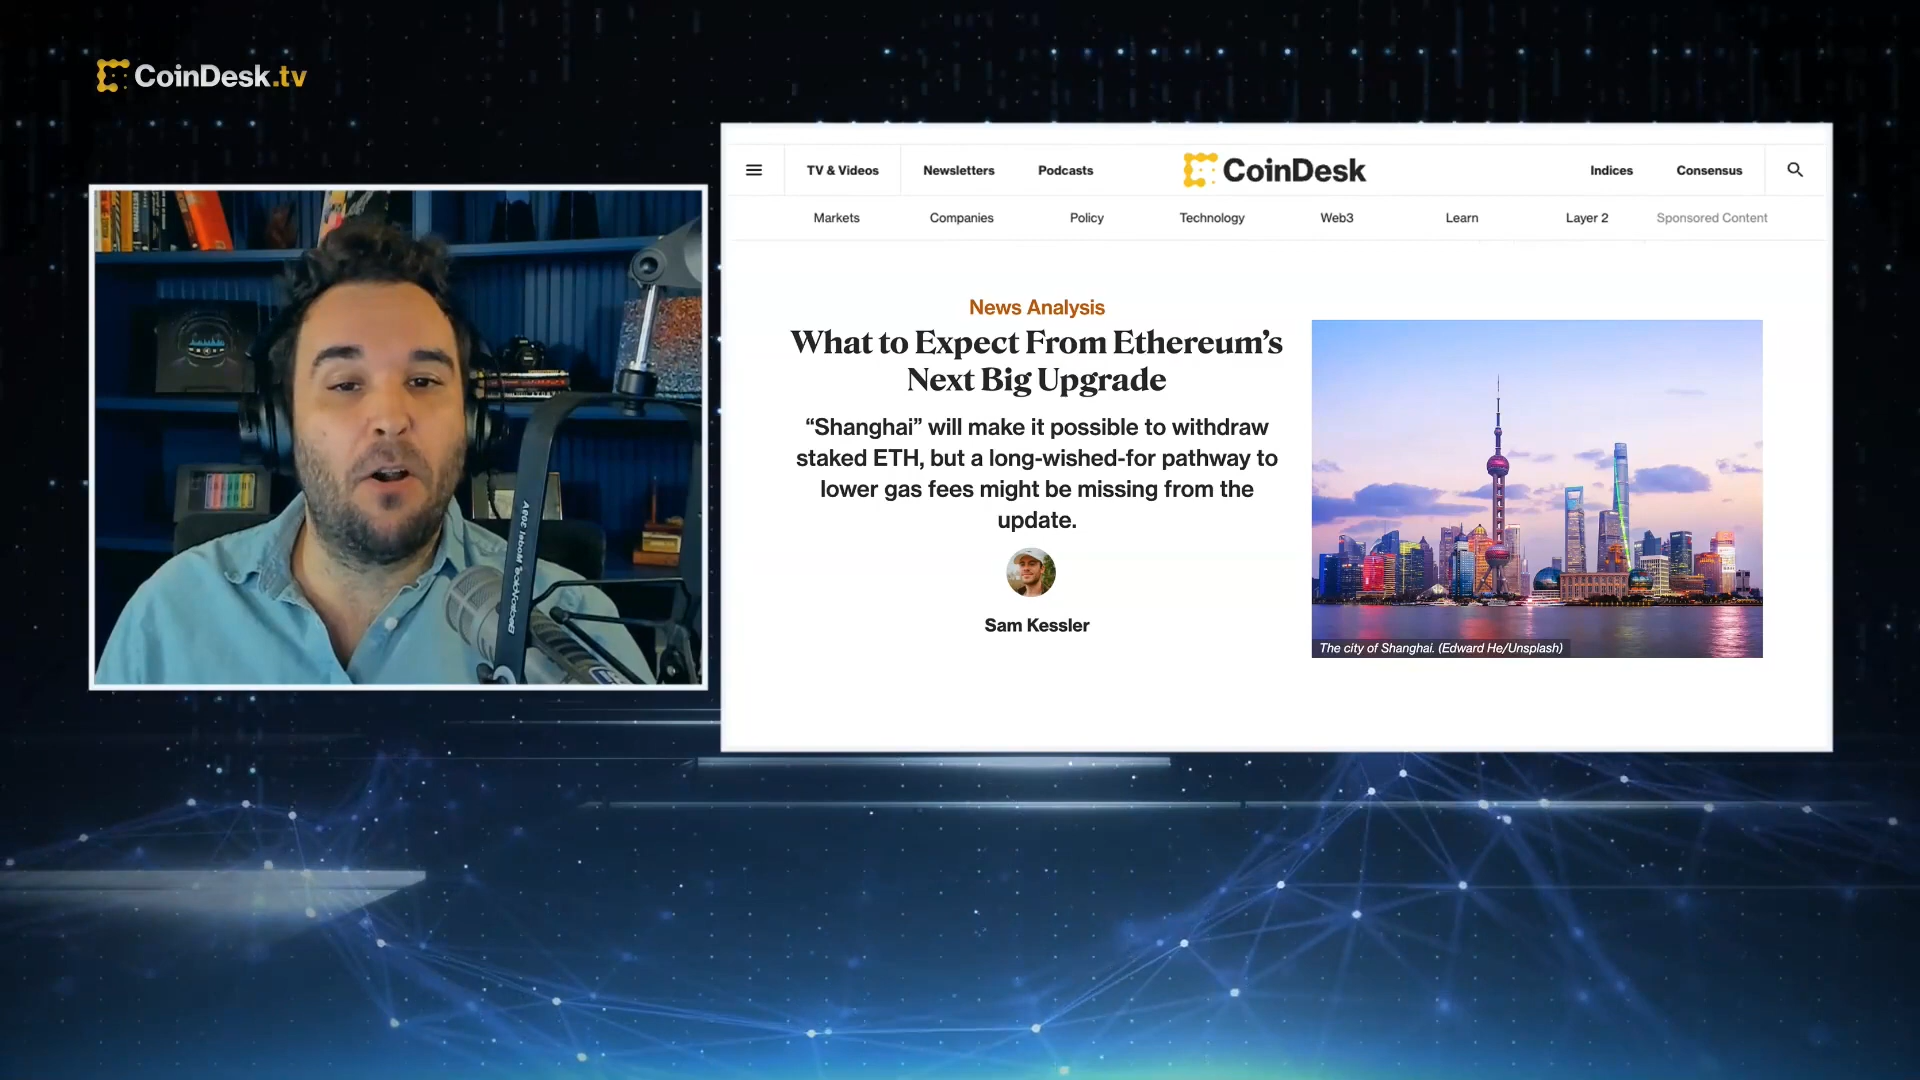 CoinDesk.tv
TV & Videos
Newsletters
Podcasts
CoinDesk
Indices
Consensus
Markets
Companies
Policy
Technology
Web3
Learn
Layer 2
Sponsored Content
News Analysis
What to Expect From Ethereum’s
Next Big Upgrade
“Shanghai” will make it possible to withdraw
staked ETH, but a long-wished-for pathway to
lower gas fees might be missing from the
update.
Sam Kessler
The city of Shanghai. (Edward He/Unsplash)